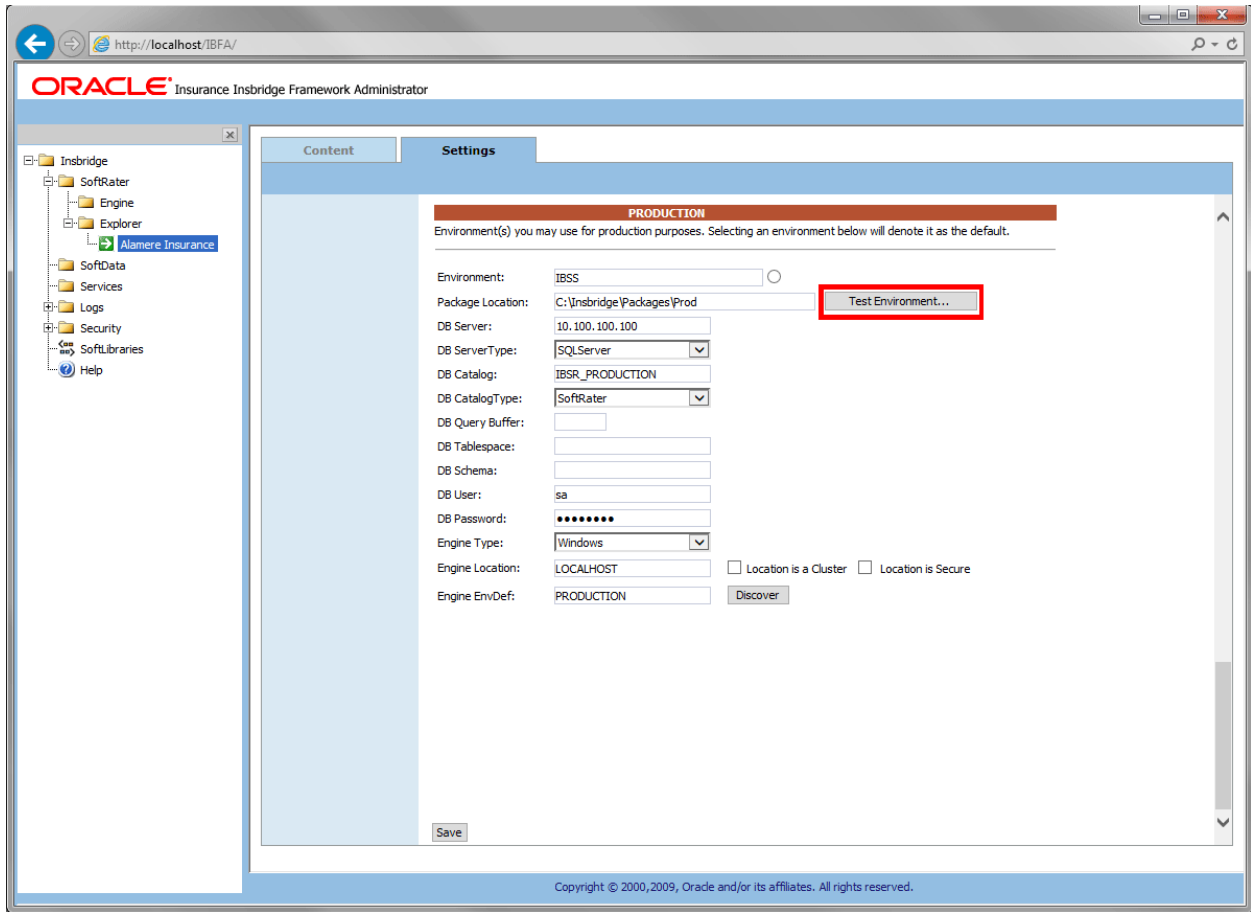 http://localhost/IBFA/
ORACLE® Insurance Insbridge Framework Administrator
Insbridge
SoftRater
Engine
Explorer
Alamere Insurance
SoftData
Services
Logs
Security
SoftLibraries
Help
Content Settings
PRODUCTION
Environment(s) you may use for production purposes. Selecting an environment below will denote it as the default.
Environment: IBSS
Package Location: C:\Insbridge\Packages\Prod Test Environment...
DB Server: 10.100.100.100
DB ServerType: SQLServer
DB Catalog: IBSR_PRODUCTION
DB CatalogType: SoftRater
DB Query Buffer:
DB Tablespace:
DB Schema:
DB User: sa
DB Password: ••••••••
Engine Type: Windows
Engine Location: LOCALHOST Location is a Cluster Location is Secure
Engine EnvDef: PRODUCTION Discover
Save
Copyright © 2000,2009, Oracle and/or its affiliates. All rights reserved.